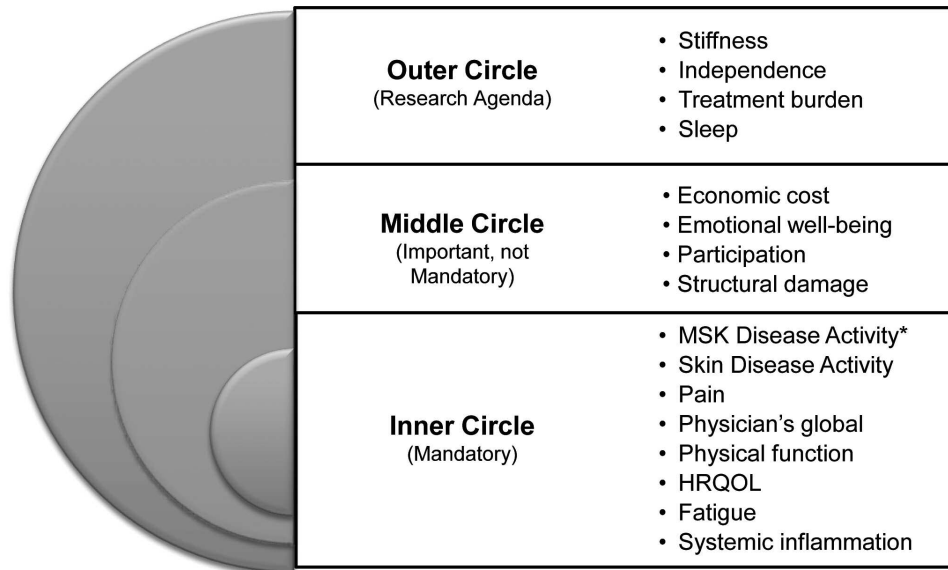 Outer Circle
(Research Agenda)
• Stiffness
• Independence
• Treatment burden
• Sleep
Middle Circle
(Important, not
Mandatory)
• Economic cost
• Emotional well-being
• Participation
• Structural damage
Inner Circle
(Mandatory)
• MSK Disease Activity*
• Skin Disease Activity
• Pain
• Physician's global
• Physical function
• HRQOL
• Fatigue
• Systemic inflammation